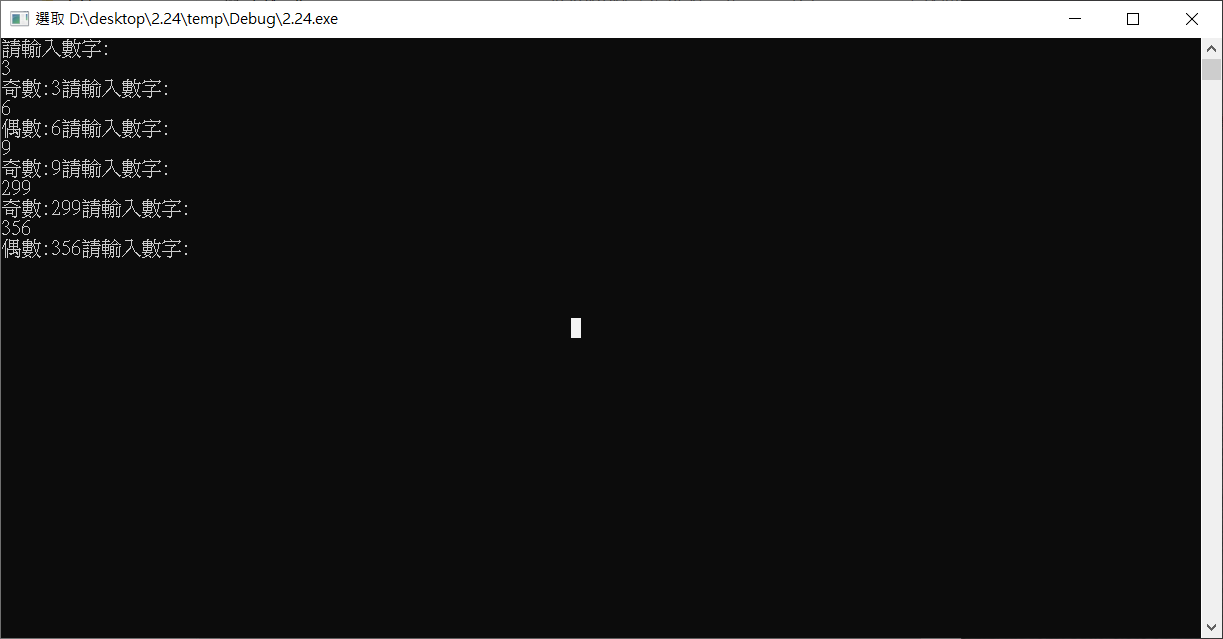 選取 D:\desktop\2.24\temp\Debug\2.24.exe
請輸入數字:
3
奇數:3請輸入數字:
6
偶數:6請輸入數字:
9
奇數:9請輸入數字:
299
奇數:299請輸入數字:
356
偶數:356請輸入數字: